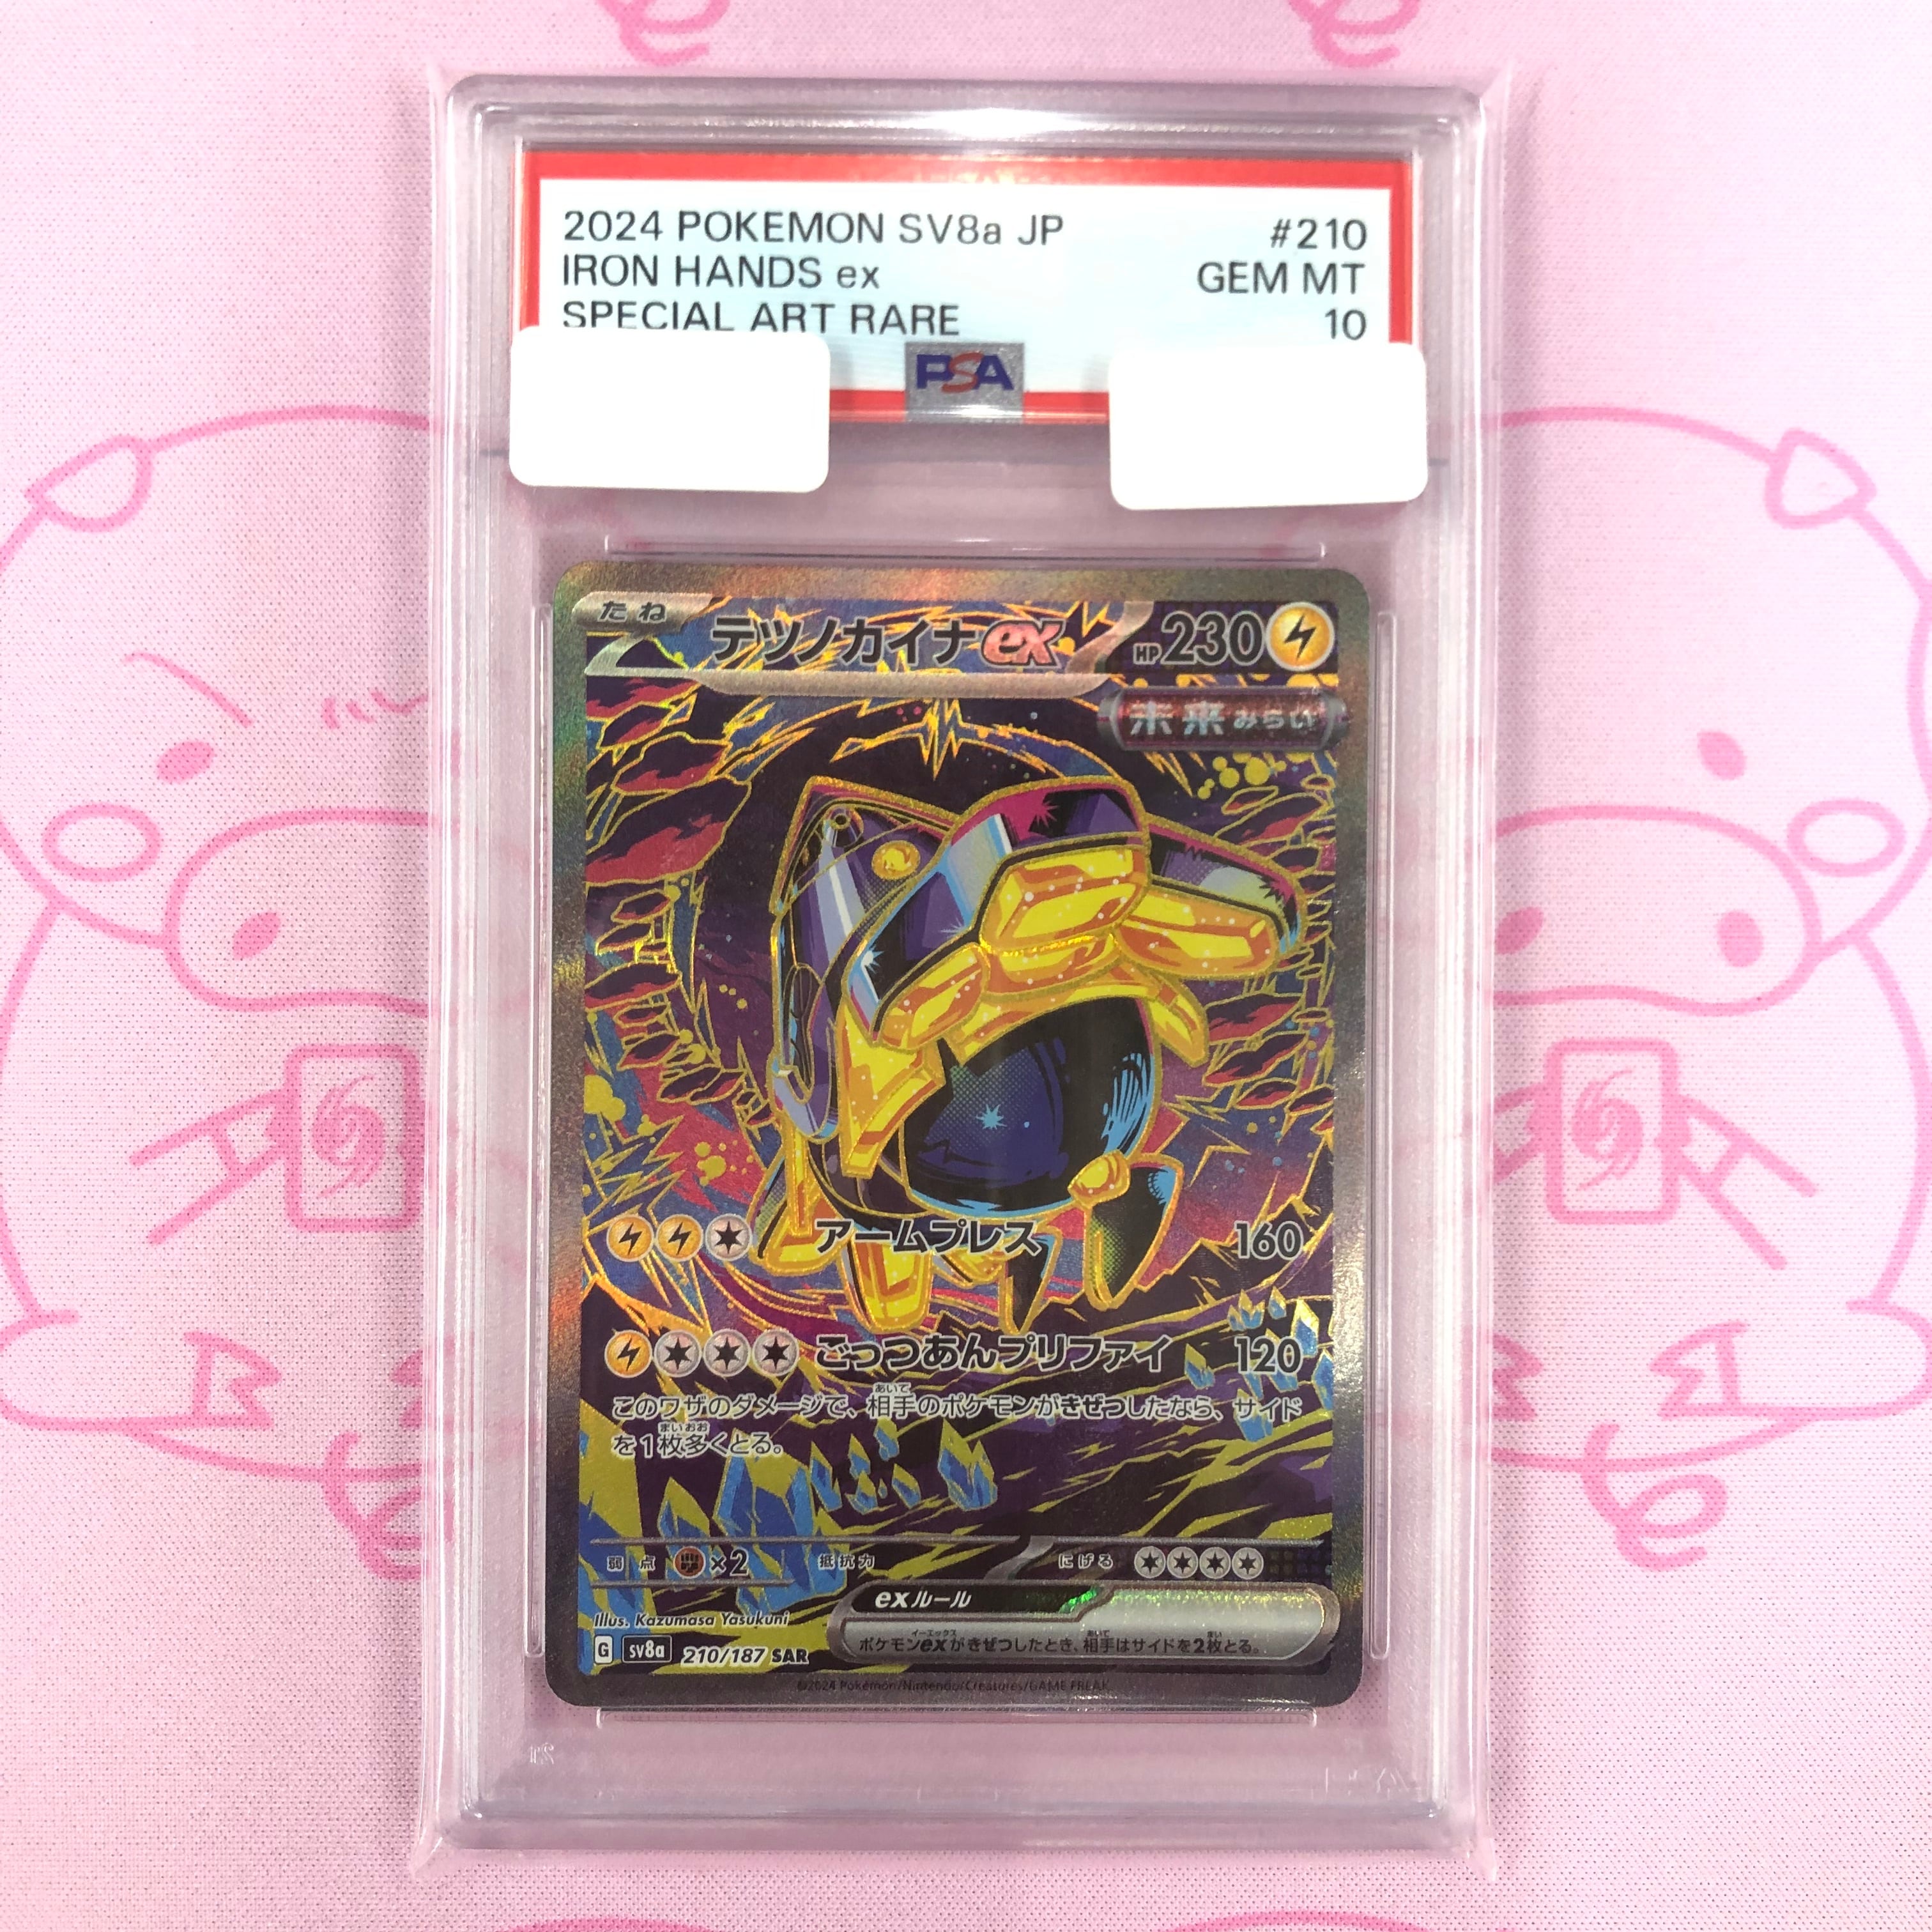 2024 POKEMON SV8a JP #210
IRON HANDS ex GEM MT
SPECIAL ART RARE 10
PSA
たね テツノカイナex HP230
未来 みらい
アームプレス 160
ごっつあんプリファイ 120
このワザのダメージで、相手のポケモンがきぜつしたなら、サイド
を1枚多くとる。
弱点 ×2 抵抗力 にげる
exルール
Illus. Kazumasa Yasukuni
ポケモンexがきぜつしたとき、相手はサイドを2枚とる。
G sv8a 210/187 SAR
©2024 Pokémon/Nintendo/Creatures/GAME FREAK